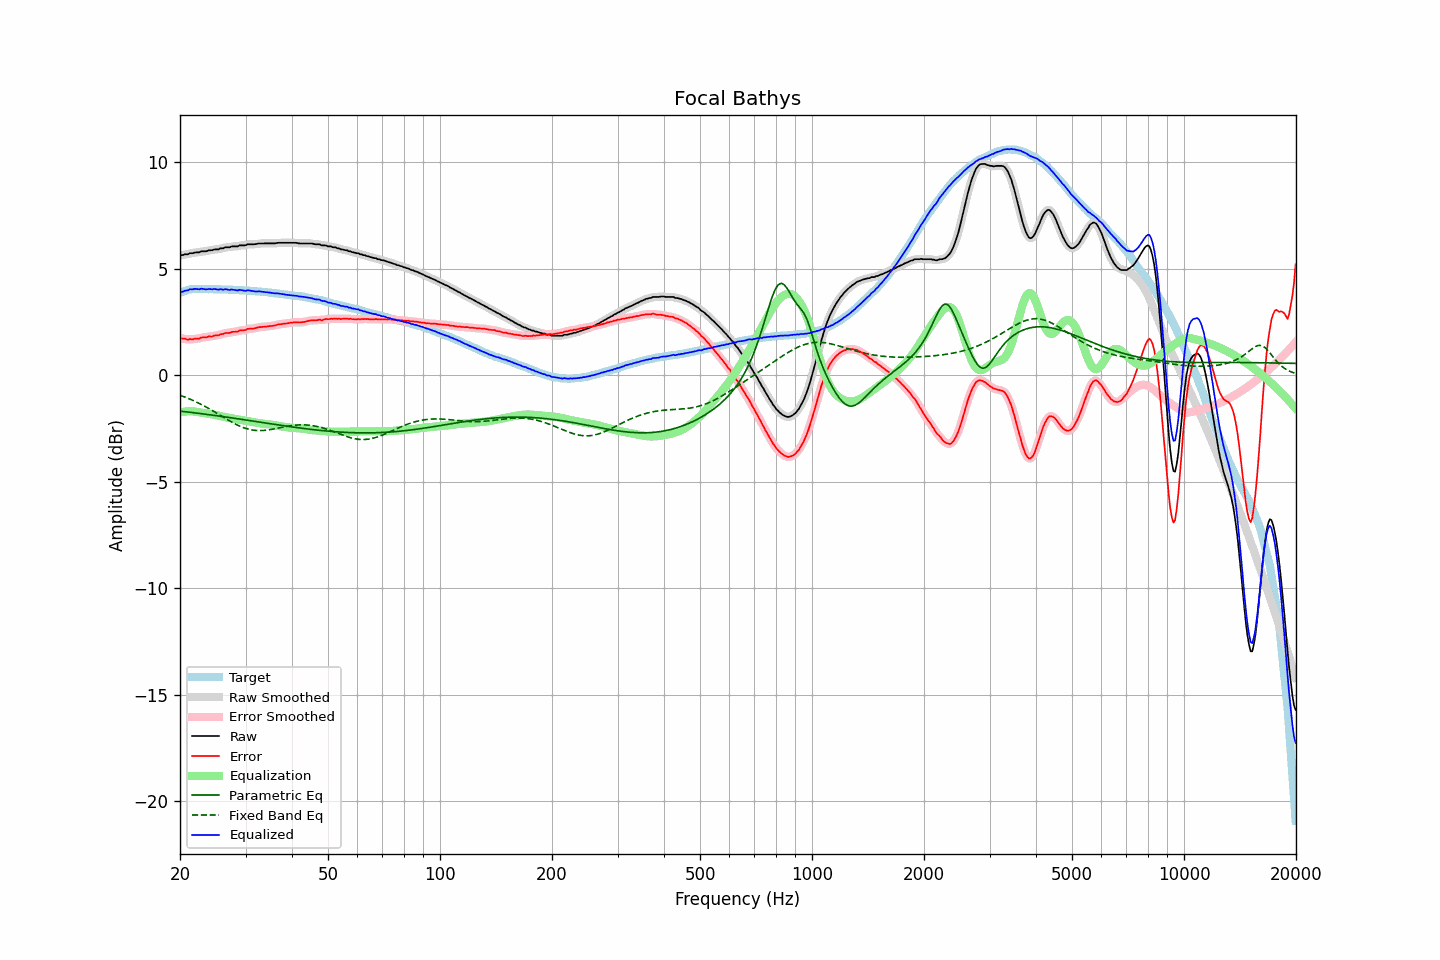 Focal Bathys
Amplitude (dBr)
10
5
0
−5
−10
−15
−20
Target
Raw Smoothed
Error Smoothed
Raw
Error
Equalization
Parametric Eq
Fixed Band Eq
Equalized
20 50 100 200 500 1000 2000 5000 10000 20000
Frequency (Hz)